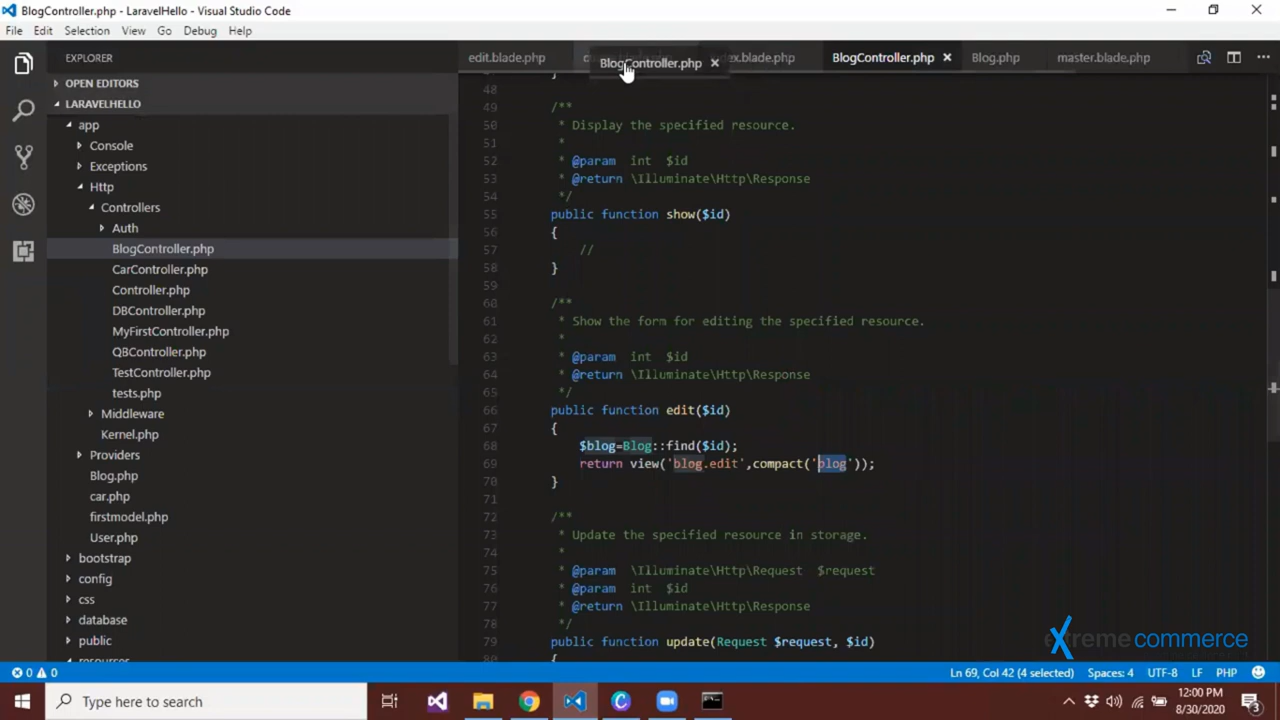 BlogController.php - LaravelHello - Visual Studio Code
File Edit Selection View Go Debug Help
EXPLORER
OPEN EDITORS
LARAVELHELLO
app
Console
Exceptions
Http
Controllers
Auth
BlogController.php
CarController.php
Controller.php
DBController.php
MyFirstController.php
QBController.php
TestController.php
tests.php
Middleware
Kernel.php
Providers
Blog.php
car.php
firstmodel.php
User.php
bootstrap
config
css
database
public
resources
edit.blade.php BlogController.php dex.blade.php BlogController.php Blog.php master.blade.php
48
49 /**
50 * Display the specified resource.
51 *
52 * @param int $id
53 * @return \Illuminate\Http\Response
54 */
55 public function show($id)
56 {
57 //
58 }
59
60 /**
61 * Show the form for editing the specified resource.
62 *
63 * @param int $id
64 * @return \Illuminate\Http\Response
65 */
66 public function edit($id)
67 {
68 $blog=Blog::find($id);
69 return view('blog.edit',compact('blog'));
70 }
71
72 /**
73 * Update the specified resource in storage.
74 *
75 * @param \Illuminate\Http\Request $request
76 * @param int $id
77 * @return \Illuminate\Http\Response
78 */
79 public function update(Request $request, $id)
80 {
extreme commerce
0 0 Ln 69, Col 42 (4 selected) Spaces: 4 UTF-8 LF PHP
Type here to search
12:00 PM
8/30/2020
3